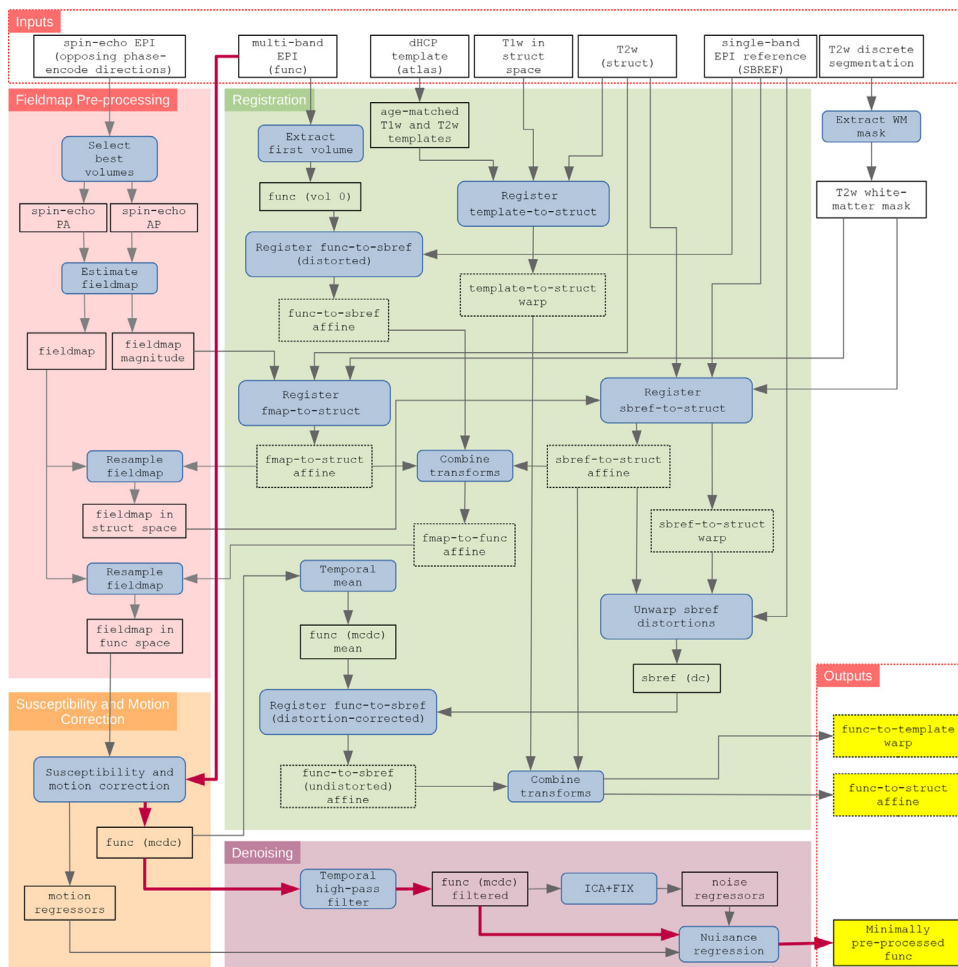 Inputs
spin-echo EPI
(opposing phase-
encode directions)
multi-band
EPI
(func)
dHCP
template
(atlas)
T1w in
struct
space
T2w
(struct)
single-band
EPI reference
(SBREF)
T2w discrete
segmentation
Fieldmap Pre-processing
Registration
age-matched
T1w and T2w
templates
Extract WM
mask
Select
best
volumes
Extract
first volume
func (vol 0)
Register
template-to-struct
T2w white-
matter mask
spin-echo
PA
spin-echo
AP
Register func-to-sbref
(distorted)
Estimate
fieldmap
template-to-struct
warp
func-to-sbref
affine
fieldmap
fieldmap
magnitude
Register
fmap-to-struct
Register
sbref-to-struct
Resample
fieldmap
fmap-to-struct
affine
Combine
transforms
sbref-to-struct
affine
fieldmap in
struct space
fmap-to-func
affine
sbref-to-struct
warp
Resample
fieldmap
Temporal
mean
Unwarp sbref
distortions
fieldmap in
func space
func (mcdc)
mean
sbref (dc)
Outputs
Susceptibility and Motion
Correction
Register func-to-sbref
(distortion-corrected)
func-to-template
warp
Susceptibility and
motion correction
func-to-sbref
(undistorted)
affine
Combine
transforms
func-to-struct
affine
func (mcdc)
Denoising
Temporal
high-pass
filter
func (mcdc)
filtered
ICA+FIX
noise
regressors
motion
regressors
Nuisance
regression
Minimally
pre-processed
func